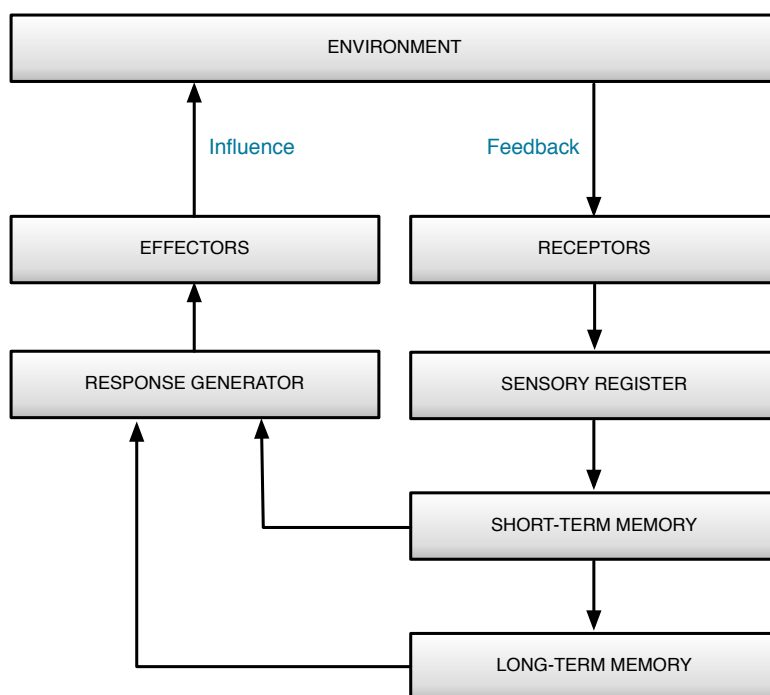 ENVIRONMENT
Influence
Feedback
EFFECTORS
RECEPTORS
RESPONSE GENERATOR
SENSORY REGISTER
SHORT-TERM MEMORY
LONG-TERM MEMORY